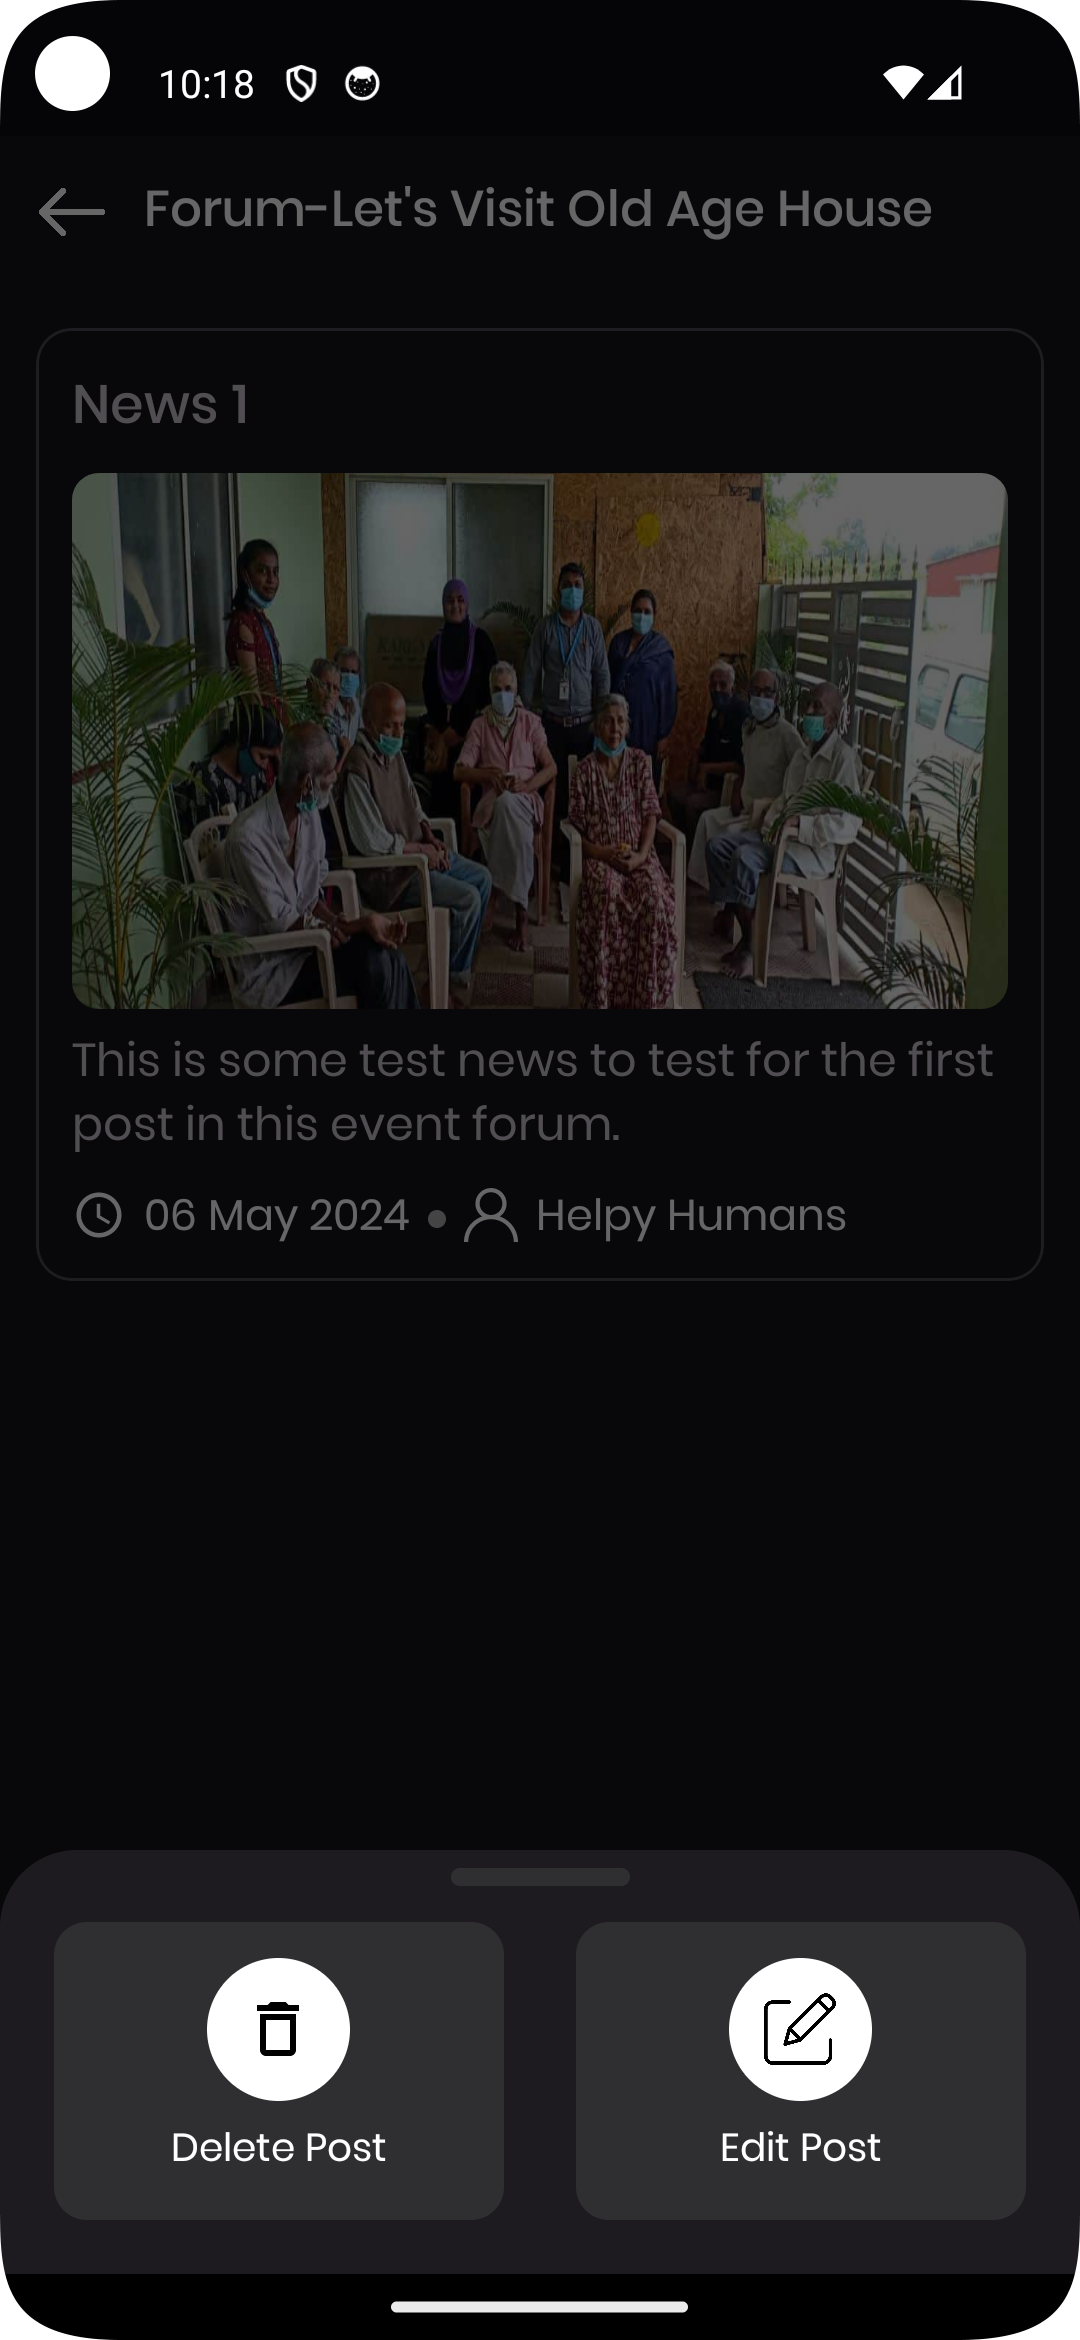 10:18
Forum-Let's Visit Old Age House
News 1
This is some test news to test for the first
post in this event forum.
06 May 2024 • Helpy Humans
Delete Post
Edit Post